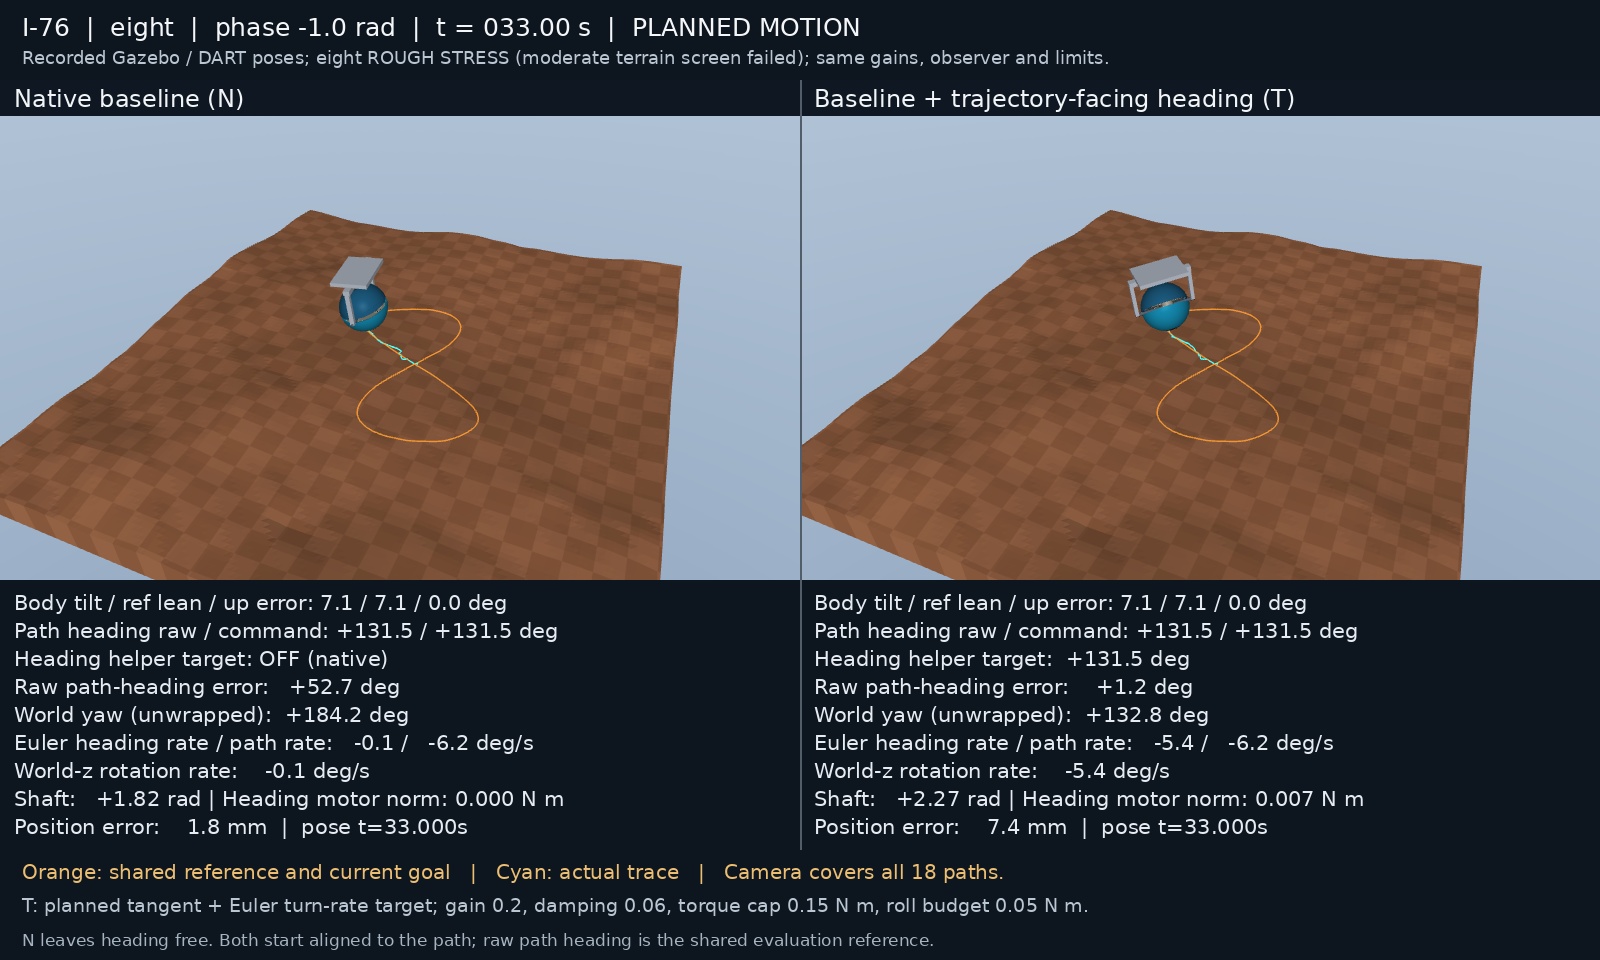 I-76 | eight | phase -1.0 rad | t = 033.00 s | PLANNED MOTION
Recorded Gazebo / DART poses; eight ROUGH STRESS (moderate terrain screen failed); same gains, observer and limits.
Native baseline (N)
Body tilt / ref lean / up error: 7.1 / 7.1 / 0.0 deg
Path heading raw / command: +131.5 / +131.5 deg
Heading helper target: OFF (native)
Raw path-heading error: +52.7 deg
World yaw (unwrapped): +184.2 deg
Euler heading rate / path rate: -0.1 / -6.2 deg/s
World-z rotation rate: -0.1 deg/s
Shaft: +1.82 rad | Heading motor norm: 0.000 N m
Position error: 1.8 mm | pose t=33.000s
Baseline + trajectory-facing heading (T)
Body tilt / ref lean / up error: 7.1 / 7.1 / 0.0 deg
Path heading raw / command: +131.5 / +131.5 deg
Heading helper target: +131.5 deg
Raw path-heading error: +1.2 deg
World yaw (unwrapped): +132.8 deg
Euler heading rate / path rate: -5.4 / -6.2 deg/s
World-z rotation rate: -5.4 deg/s
Shaft: +2.27 rad | Heading motor norm: 0.007 N m
Position error: 7.4 mm | pose t=33.000s
Orange: shared reference and current goal | Cyan: actual trace | Camera covers all 18 paths.
T: planned tangent + Euler turn-rate target; gain 0.2, damping 0.06, torque cap 0.15 N m, roll budget 0.05 N m.
N leaves heading free. Both start aligned to the path; raw path heading is the shared evaluation reference.